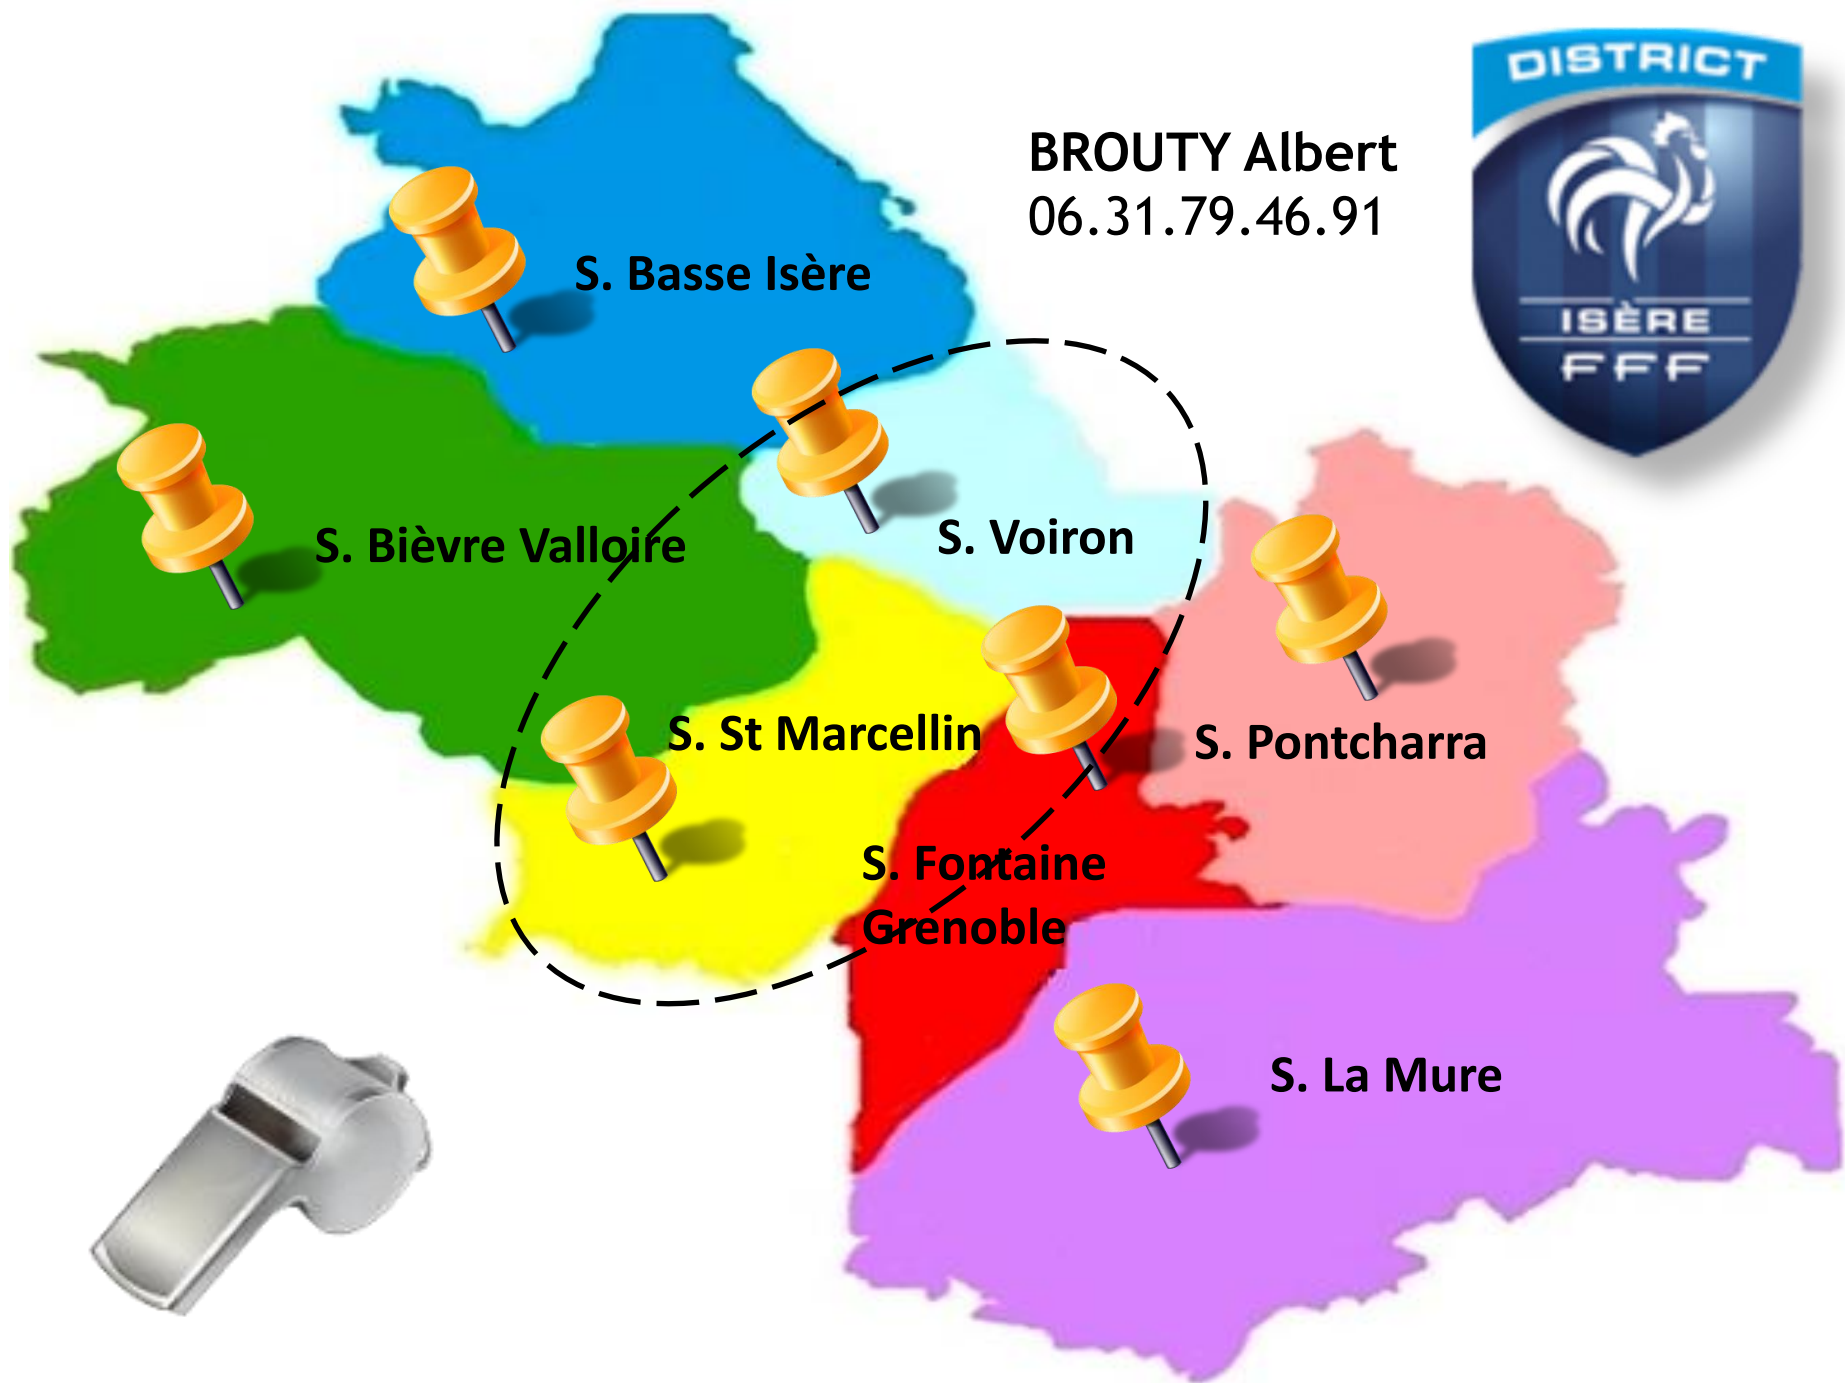 DISTRICT
BROUTY Albert
06.31.79.46.91
S. Basse Isère
ISÈRE
FFF
S. Voiron
S. Bièvre Valloire
S. St Marcellin
S. Pontcharra
S. Fontaine
Grenoble
S. La Mure